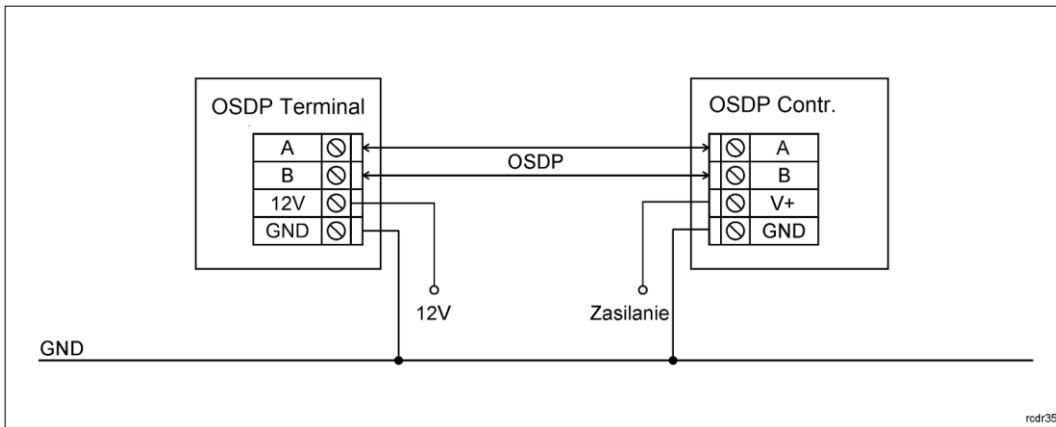 OSDP Terminal
A
B
12V
GND
OSDP
OSDP Contr.
A
B
V+
GND
12V
Zasilanie
GND
rcdr35